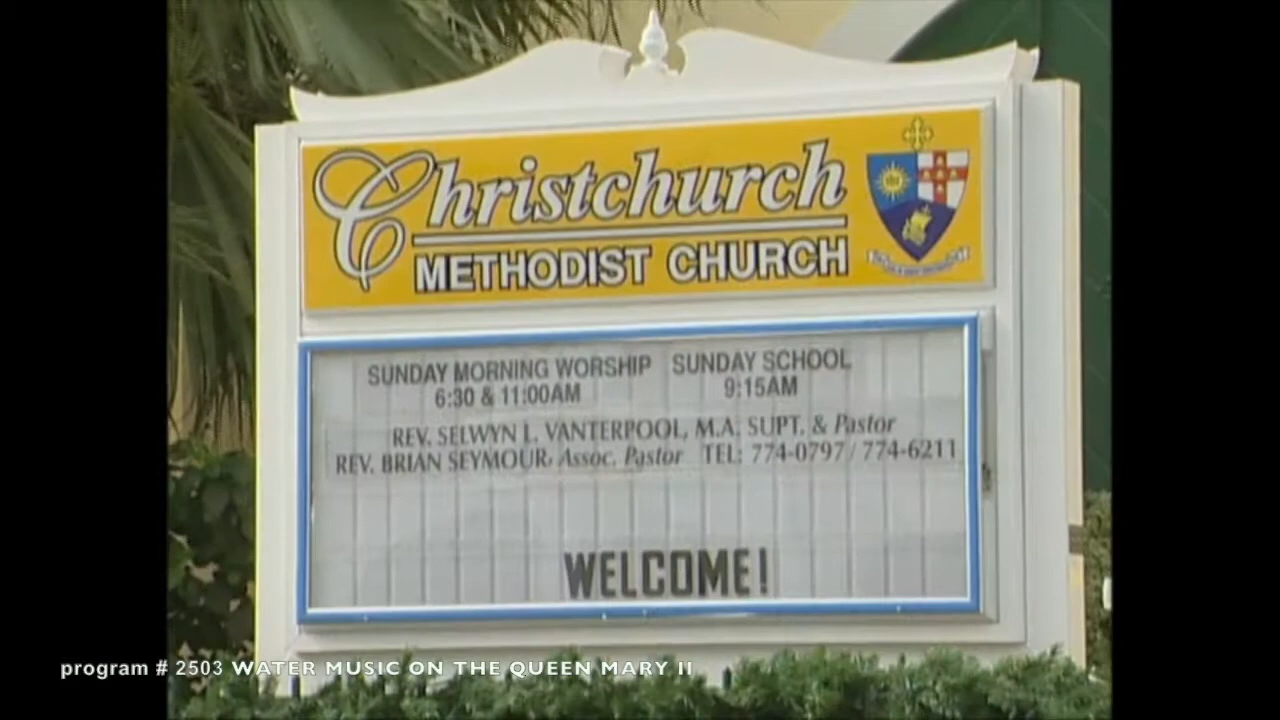 Christchurch
METHODIST CHURCH
SUNDAY MORNING WORSHIP SUNDAY SCHOOL
6:30 & 11:00AM 9:15AM
REV. SELWYN L. VANTERPOOL, M.A. SUPT. & Pastor
REV. BRIAN SEYMOUR, Assoc. Pastor TEL: 774-0797 / 774-6211
WELCOME!
program # 2503 WATER MUSIC ON THE QUEEN MARY II